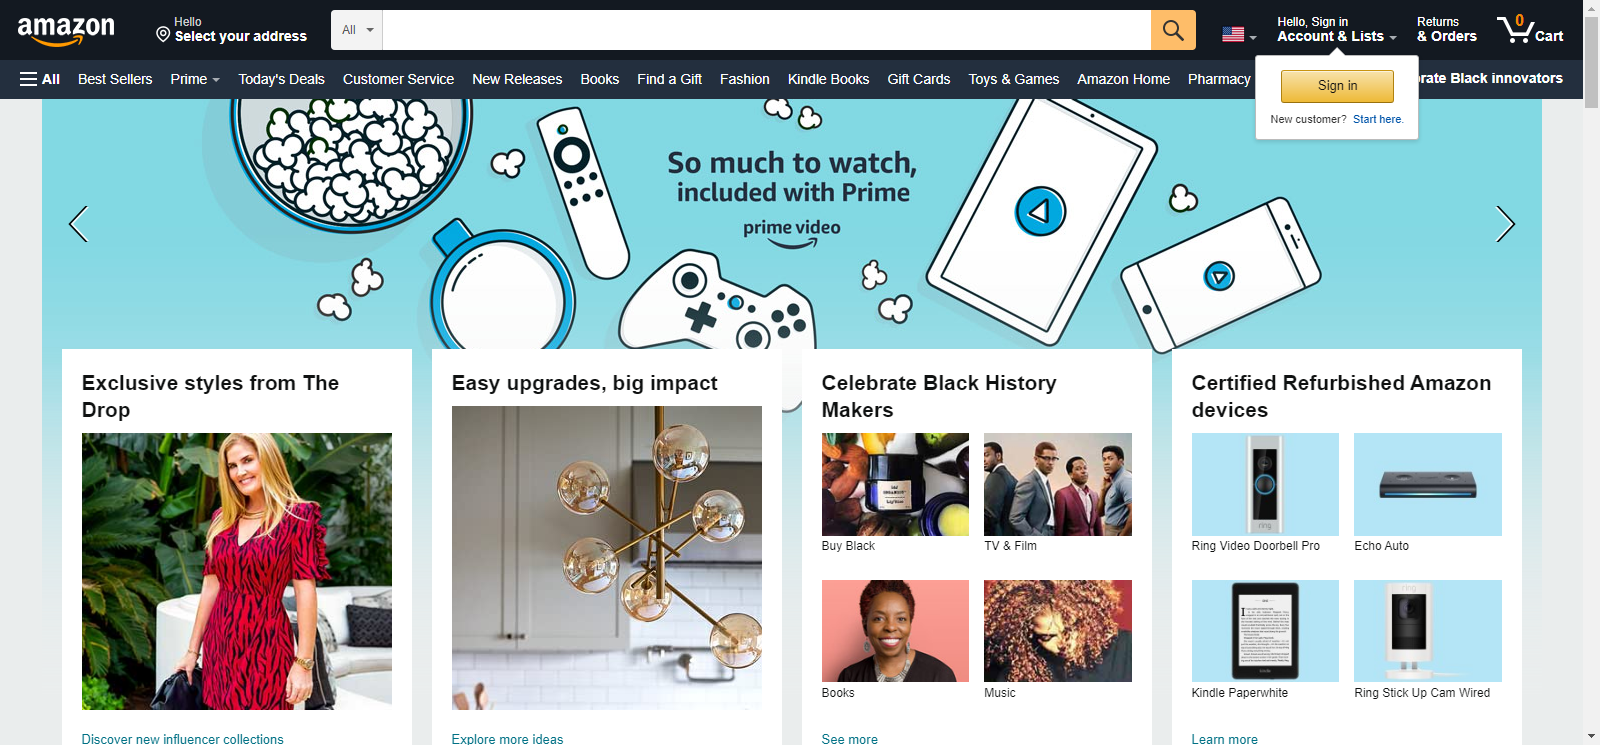 amazon
Hello
Select your address
All
Hello, Sign in
Account & Lists
Returns
& Orders
0
Cart
All
Best Sellers
Prime
Today's Deals
Customer Service
New Releases
Books
Find a Gift
Fashion
Kindle Books
Gift Cards
Toys & Games
Amazon Home
Pharmacy
brate Black innovators
Sign in
New customer? Start here.
So much to watch,
included with Prime
prime video
Exclusive styles from The
Drop
Discover new influencer collections
Easy upgrades, big impact
Explore more ideas
Celebrate Black History
Makers
Buy Black
TV & Film
Books
Music
See more
Certified Refurbished Amazon
devices
ring
Ring Video Doorbell Pro
Echo Auto
Kindle Paperwhite
ring
Ring Stick Up Cam Wired
Learn more